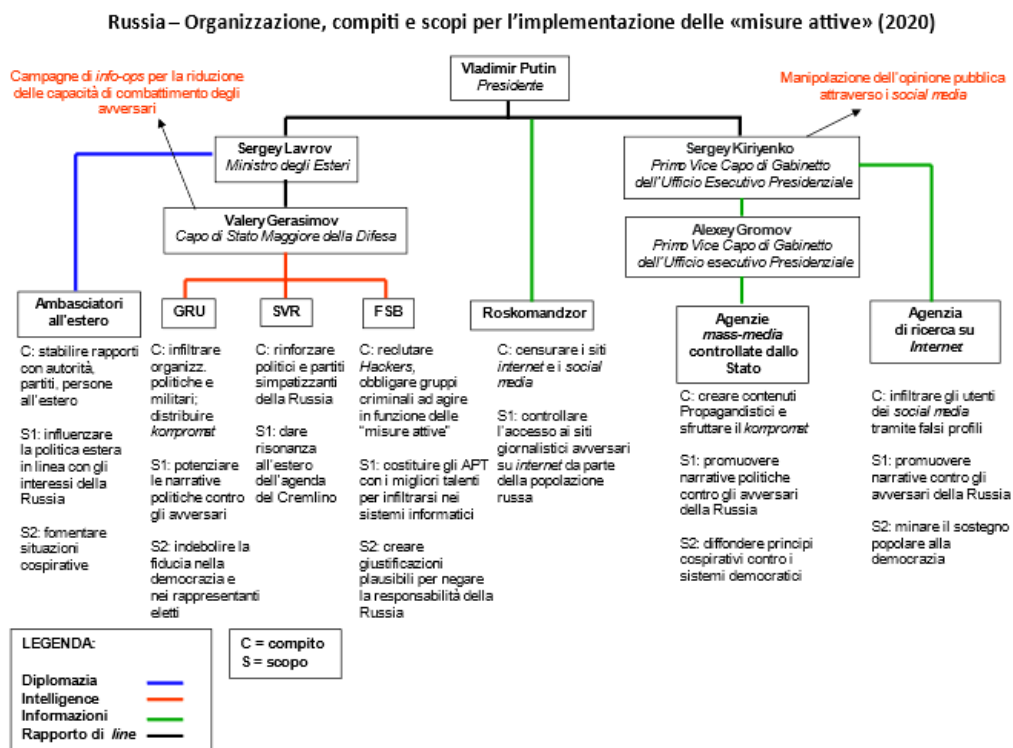 Russia – Organizzazione, compiti e scopi per l'implementazione delle «misure attive» (2020)
Campagne di info-ops per la riduzione
delle capacità di combattimento degli
avversari
Vladimir Putin
Presidente
Manipolazione dell'opinione pubblica
attraverso i social media
Sergey Lavrov
Ministro degli Esteri
Sergey Kiriyenko
Primo Vice Capo di Gabinetto
dell'Ufficio Esecutivo Presidenziale
Valery Gerasimov
Capo di Stato Maggiore della Difesa
Alexey Gromov
Primo Vice Capo di Gabinetto
dell'Ufficio esecutivo Presidenziale
Ambasciatori
all'estero
C: stabilire rapporti
con autorità,
partiti, persone
all'estero
S1: influenzare
la politica estera
in linea con gli
interessi della
Russia
S2: fomentare
situazioni
cospirative
GRU
C: infiltrare
organizz.
politiche e
militari;
distribuire
kompromat
S1: potenziare
le narrative
politiche contro
gli avversari
S2: indebolire la
fiducia nella
democrazia e
nei rappresentanti
eletti
SVR
C: rinforzare
politici e partiti
simpatizzanti
della Russia
S1: dare
risonanza
all'estero
dell'agenda
del Cremlino
FSB
C: reclutare
Hackers,
obbligare gruppi
criminali ad agire
in funzione delle
"misure attive"
S1: costituire gli APT
con i migliori talenti
per infiltrarsi nei
sistemi informatici
S2: creare
giustificazioni
plausibili per negare
la responsabilità della
Russia
Roskomandzor
C: censurare i siti
internet e i social
media
S1: controllare
l'accesso ai siti
giornalistici avversari
su internet da parte
della popolazione
russa
Agenzie
mass-media
controllate dallo
Stato
C: creare contenuti
Propagandistici e
sfruttare il kompromat
S1: promuovere
narrative politiche
contro gli avversari
della Russia
S2: diffondere principi
cospirativi contro i
sistemi democratici
Agenzia
di ricerca su
Internet
C: infiltrare gli utenti
dei social media
tramite falsi profili
S1: promuovere
narrative contro gli
avversari della Russia
S2: minare il sostegno
popolare alla
democrazia
LEGENDA:
Diplomazia
Intelligence
Informazioni
Rapporto di line
C = compito
S = scopo